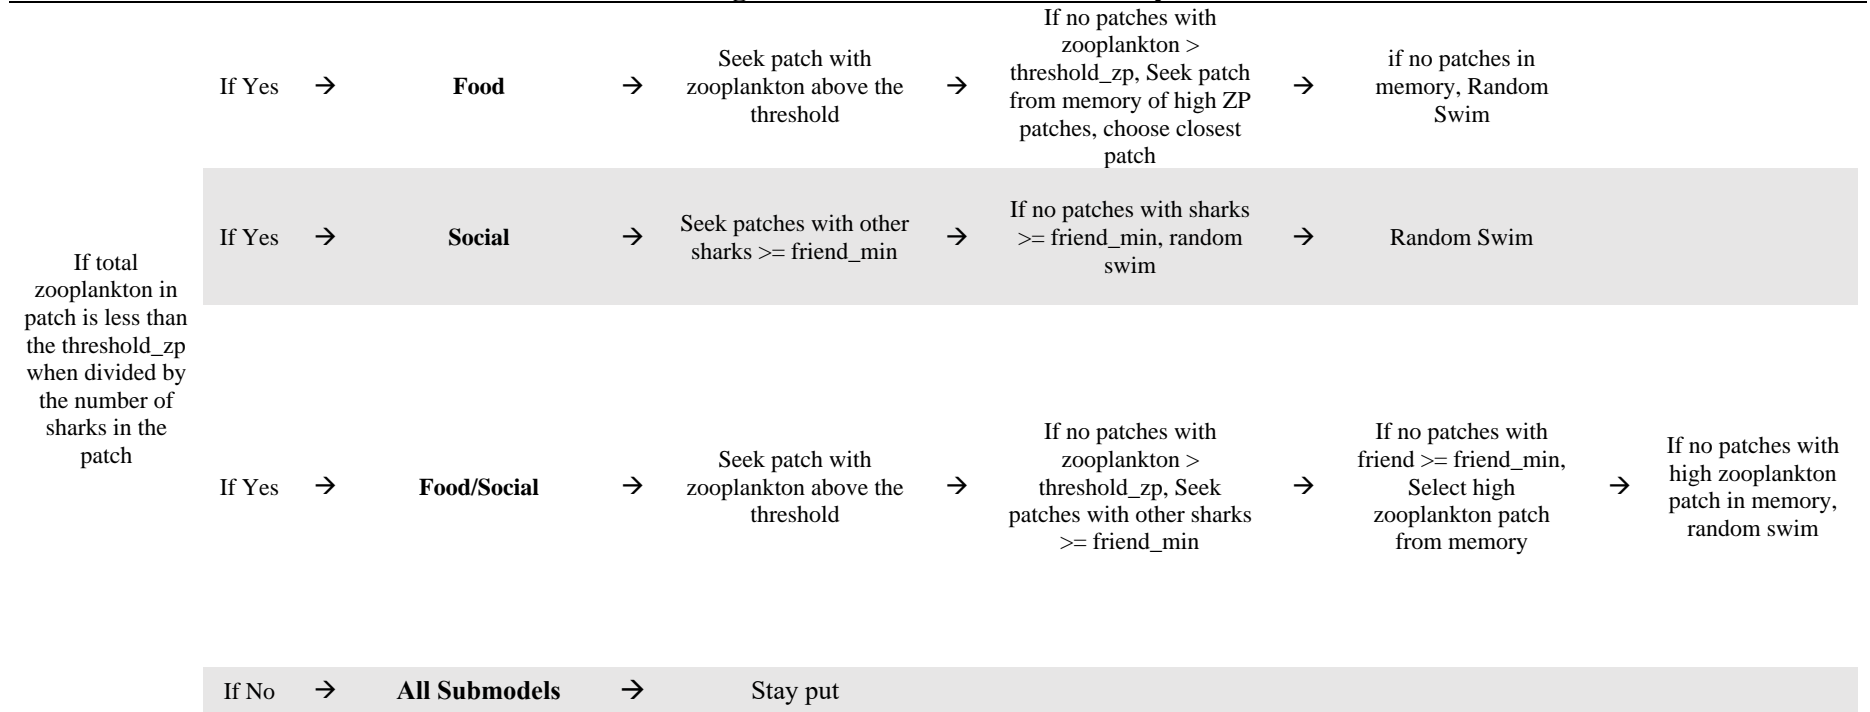 If total
zooplankton in
patch is less than
the threshold_zp
when divided by
the number of
sharks in the
patch
If Yes → Food → Seek patch with
zooplankton above the
threshold
→ If no patches with
zooplankton >
threshold_zp, Seek patch
from memory of high ZP
patches, choose closest
patch
→ if no patches in
memory, Random
Swim
If Yes → Social → Seek patches with other
sharks >= friend_min
→ If no patches with sharks
>= friend_min, random
swim
→ Random Swim
If Yes → Food/Social → Seek patch with
zooplankton above the
threshold
→ If no patches with
zooplankton >
threshold_zp, Seek
patches with other sharks
>= friend_min
→ If no patches with
friend >= friend_min,
Select high
zooplankton patch
from memory
→ If no patches with
high zooplankton
patch in memory,
random swim
If No → All Submodels → Stay put